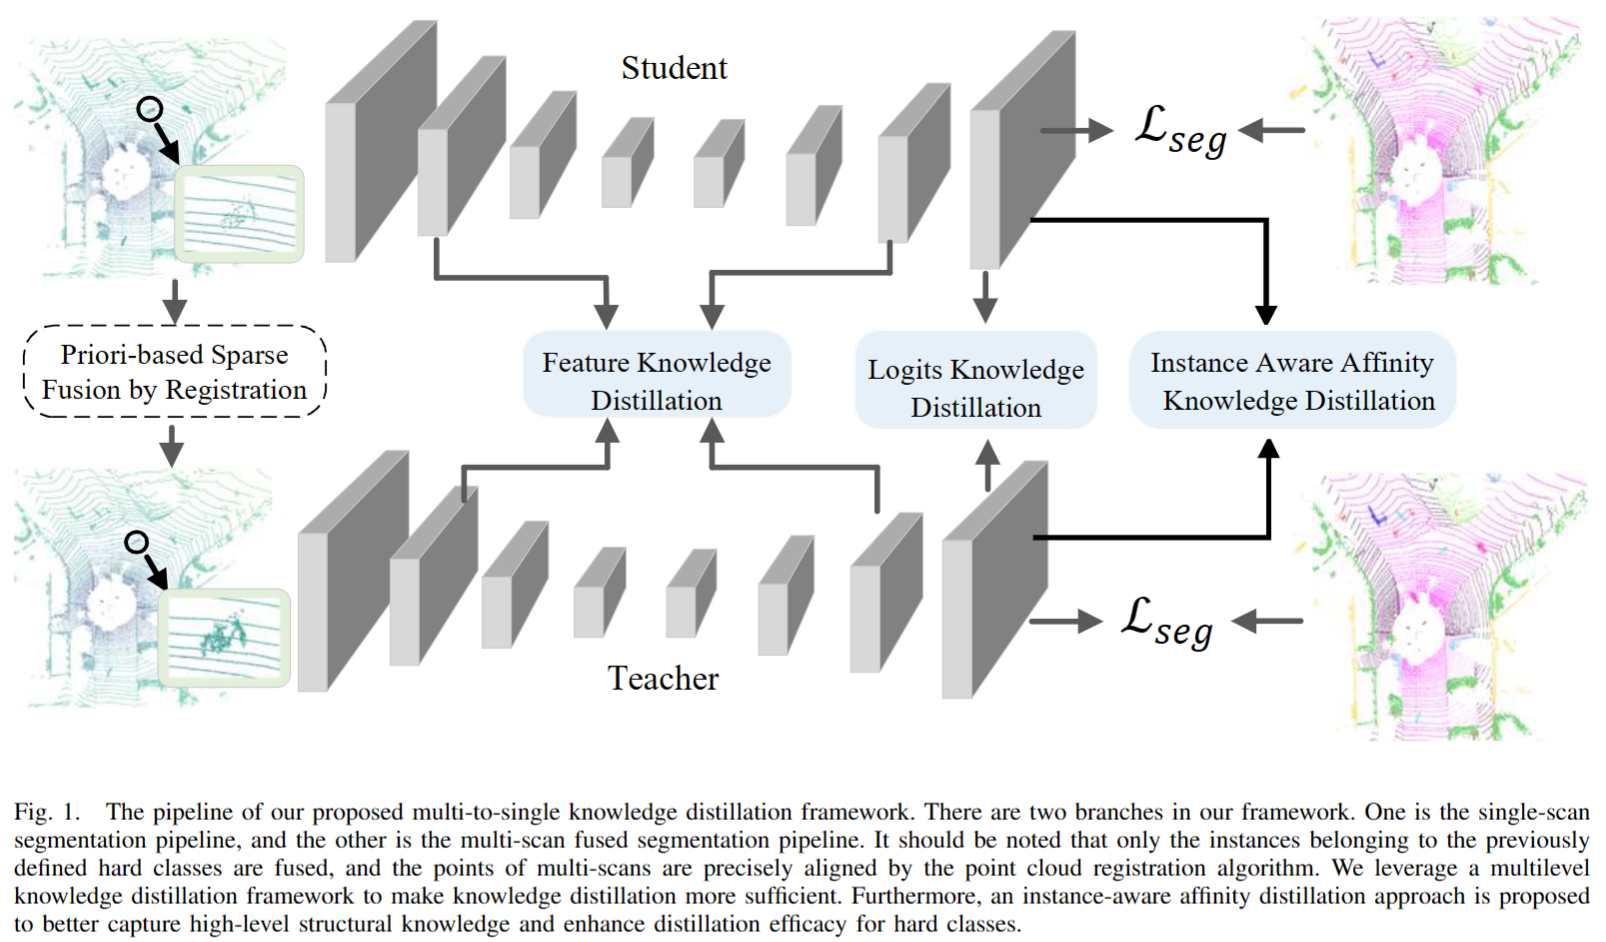 Student
ℒseg
Priori-based Sparse
Fusion by Registration
Feature Knowledge
Distillation
Logits Knowledge
Distillation
Instance Aware Affinity
Knowledge Distillation
ℒseg
Teacher
Fig. 1. The pipeline of our proposed multi-to-single knowledge distillation framework. There are two branches in our framework. One is the single-scan
segmentation pipeline, and the other is the multi-scan fused segmentation pipeline. It should be noted that only the instances belonging to the previously
defined hard classes are fused, and the points of multi-scans are precisely aligned by the point cloud registration algorithm. We leverage a multilevel
knowledge distillation framework to make knowledge distillation more sufficient. Furthermore, an instance-aware affinity distillation approach is proposed
to better capture high-level structural knowledge and enhance distillation efficacy for hard classes.